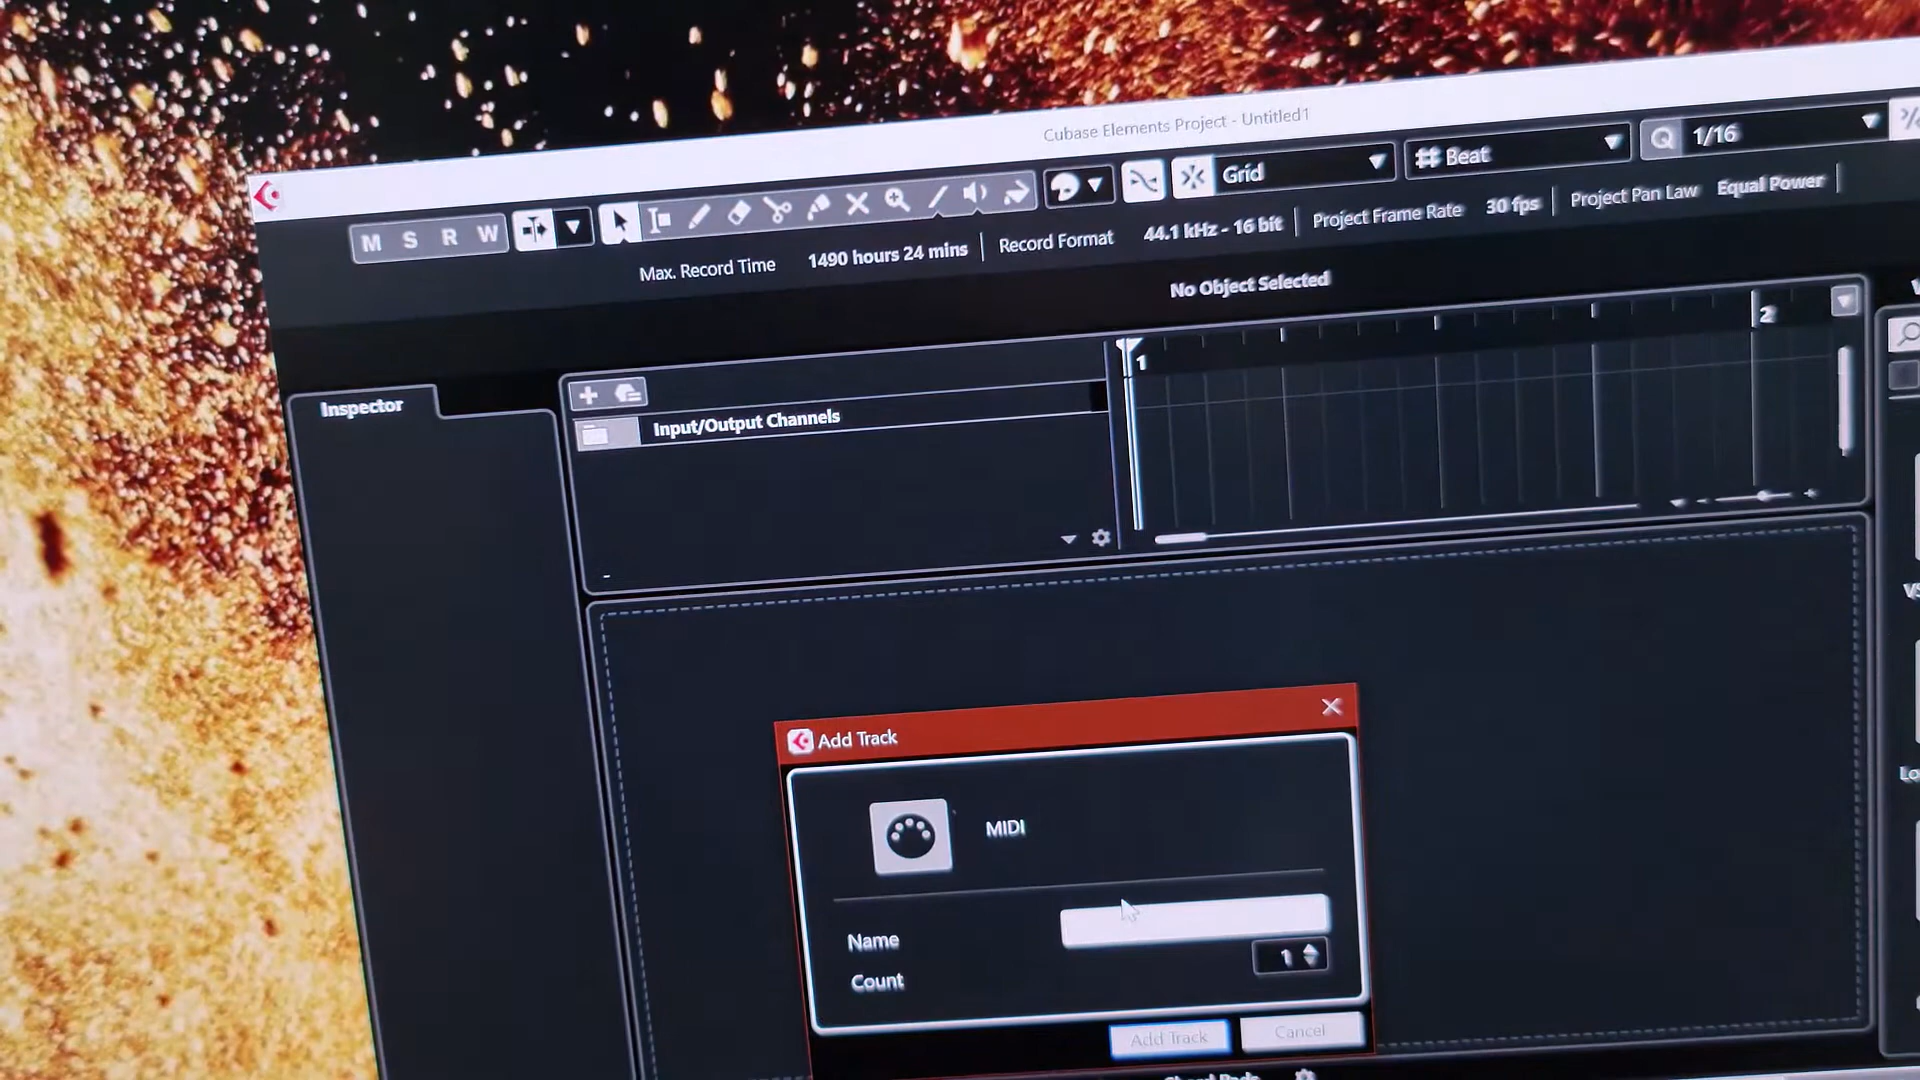 Cubase Elements Project - Untitled1
M S R W
Grid
Beat
Q 1/16
Max. Record Time 1490 hours 24 mins Record Format 44.1 kHz - 16 bit Project Frame Rate 30 fps Project Pan Law Equal Power
No Object Selected
1
2
Inspector
Input/Output Channels
Add Track
MIDI
Name
Count 1
Add Track Cancel